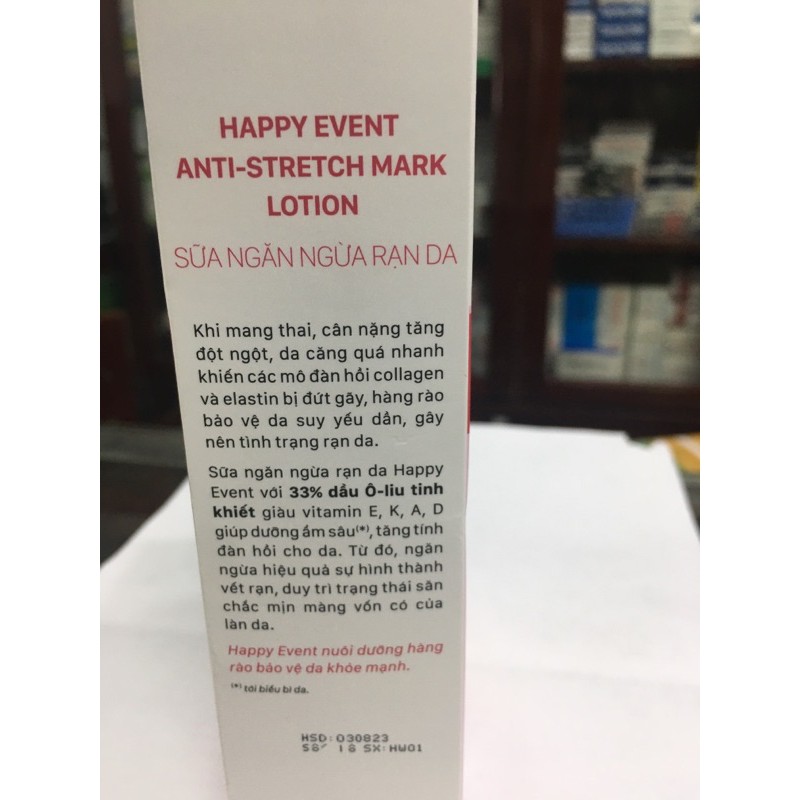 HAPPY EVENT
ANTI-STRETCH MARK
LOTION
SỮA NGĂN NGỪA RẠN DA
Khi mang thai, cân nặng tăng
đột ngột, da căng quá nhanh
khiến các mô đàn hồi collagen
và elastin bị đứt gãy, hàng rào
bảo vệ da suy yếu dần, gây
nên tình trạng rạn da.
Sữa ngăn ngừa rạn da Happy
Event với 33% dầu Ô-liu tinh
khiết giàu vitamin E, K, A, D
giúp dưỡng ẩm sâu(*), tăng tính
đàn hồi cho da. Từ đó, ngăn
ngừa hiệu quả sự hình thành
vết rạn, duy trì trạng thái săn
chắc mịn màng vốn có của
làn da.
Happy Event nuôi dưỡng hàng
rào bảo vệ da khỏe mạnh.
(*) tới biểu bì da.
HSD: 030823
SX: HW01